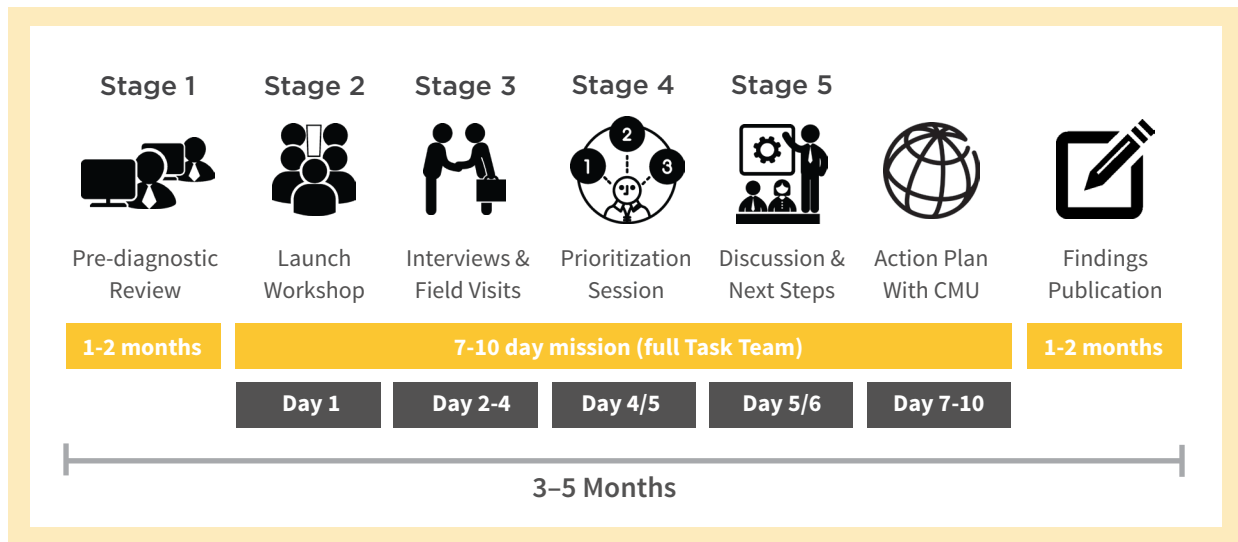 Stage 1
Stage 2
Stage 3
Stage 4
Stage 5
1
2
3
Pre-diagnostic
Review
Launch
Workshop
Interviews &
Field Visits
Prioritization
Session
Discussion &
Next Steps
Action Plan
With CMU
Findings
Publication
1-2 months
7-10 day mission (full Task Team)
1-2 months
Day 1
Day 2-4
Day 4/5
Day 5/6
Day 7-10
3–5 Months